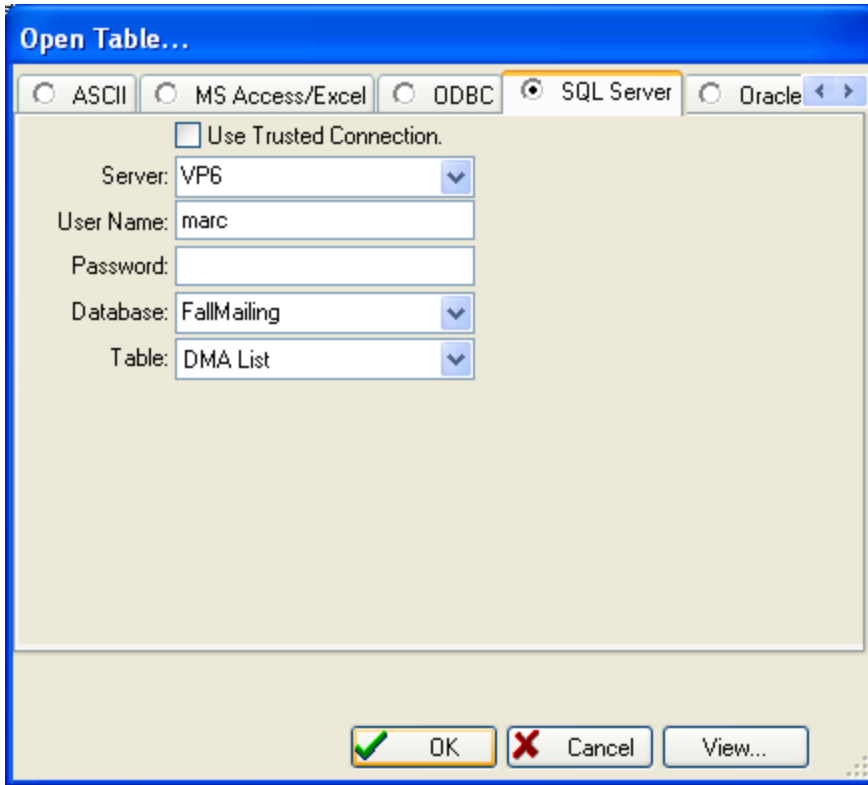 Open Table...
ASCII MS Access/Excel ODBC SQL Server Oracle
Use Trusted Connection.
Server: VP6
User Name: marc
Password:
Database: FallMailing
Table: DMA List
OK Cancel View...